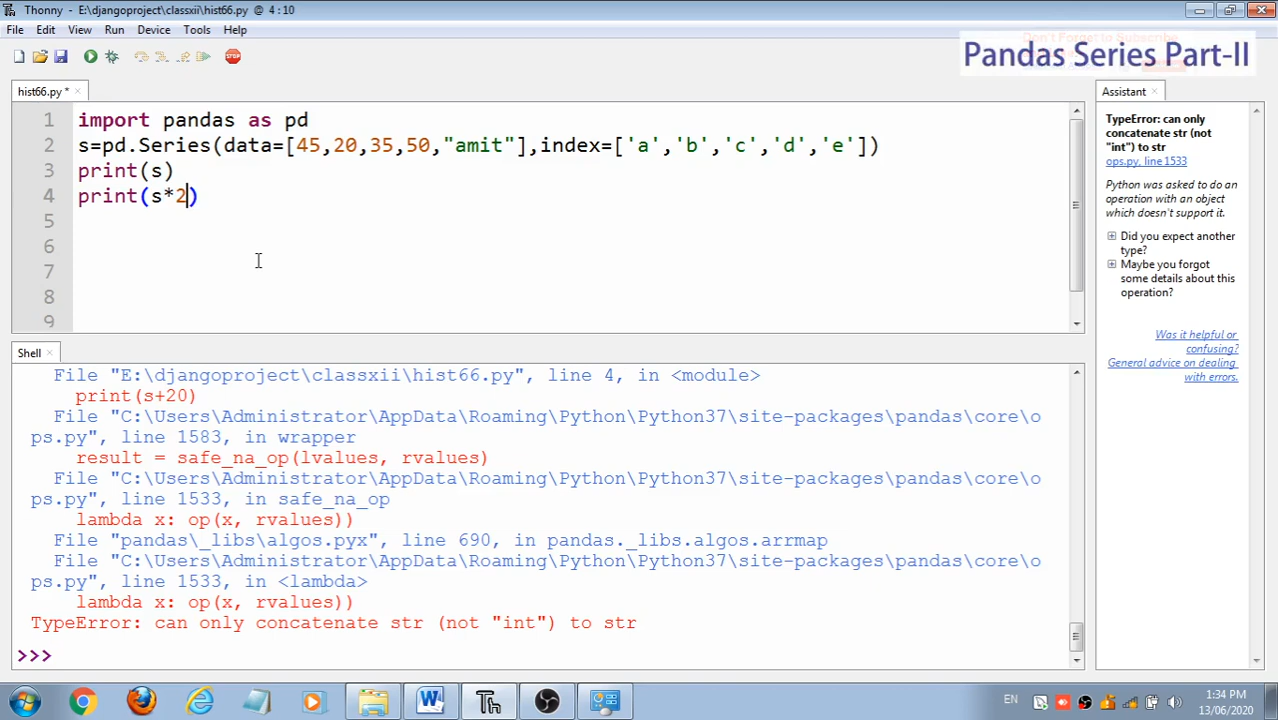 Thonny - E:\djangoproject\classxii\hist66.py @ 4:10
File Edit View Run Device Tools Help
Pandas Series Part-II
hist66.py *
1 import pandas as pd
2 s=pd.Series(data=[45,20,35,50,"amit"],index=['a','b','c','d','e'])
3 print(s)
4 print(s*2)
5
6
7
8
9
Shell
File "E:\djangoproject\classxii\hist66.py", line 4, in <module>
print(s+20)
File "C:\Users\Administrator\AppData\Roaming\Python\Python37\site-packages\pandas\core\o
ps.py", line 1583, in wrapper
result = safe_na_op(lvalues, rvalues)
File "C:\Users\Administrator\AppData\Roaming\Python\Python37\site-packages\pandas\core\o
ps.py", line 1533, in safe_na_op
lambda x: op(x, rvalues))
File "pandas\_libs\algos.pyx", line 690, in pandas._libs.algos.arrmap
File "C:\Users\Administrator\AppData\Roaming\Python\Python37\site-packages\pandas\core\o
ps.py", line 1533, in <lambda>
lambda x: op(x, rvalues))
TypeError: can only concatenate str (not "int") to str
>>>
Assistant
TypeError: can only
concatenate str (not
"int") to str
ops.py, line 1533
Python was asked to do an
operation with an object
which doesn't support it.
Did you expect another
type?
Maybe you forgot
some details about this
operation?
Was it helpful or
confusing?
General advice on dealing
with errors.
EN
1:34 PM
13/06/2020